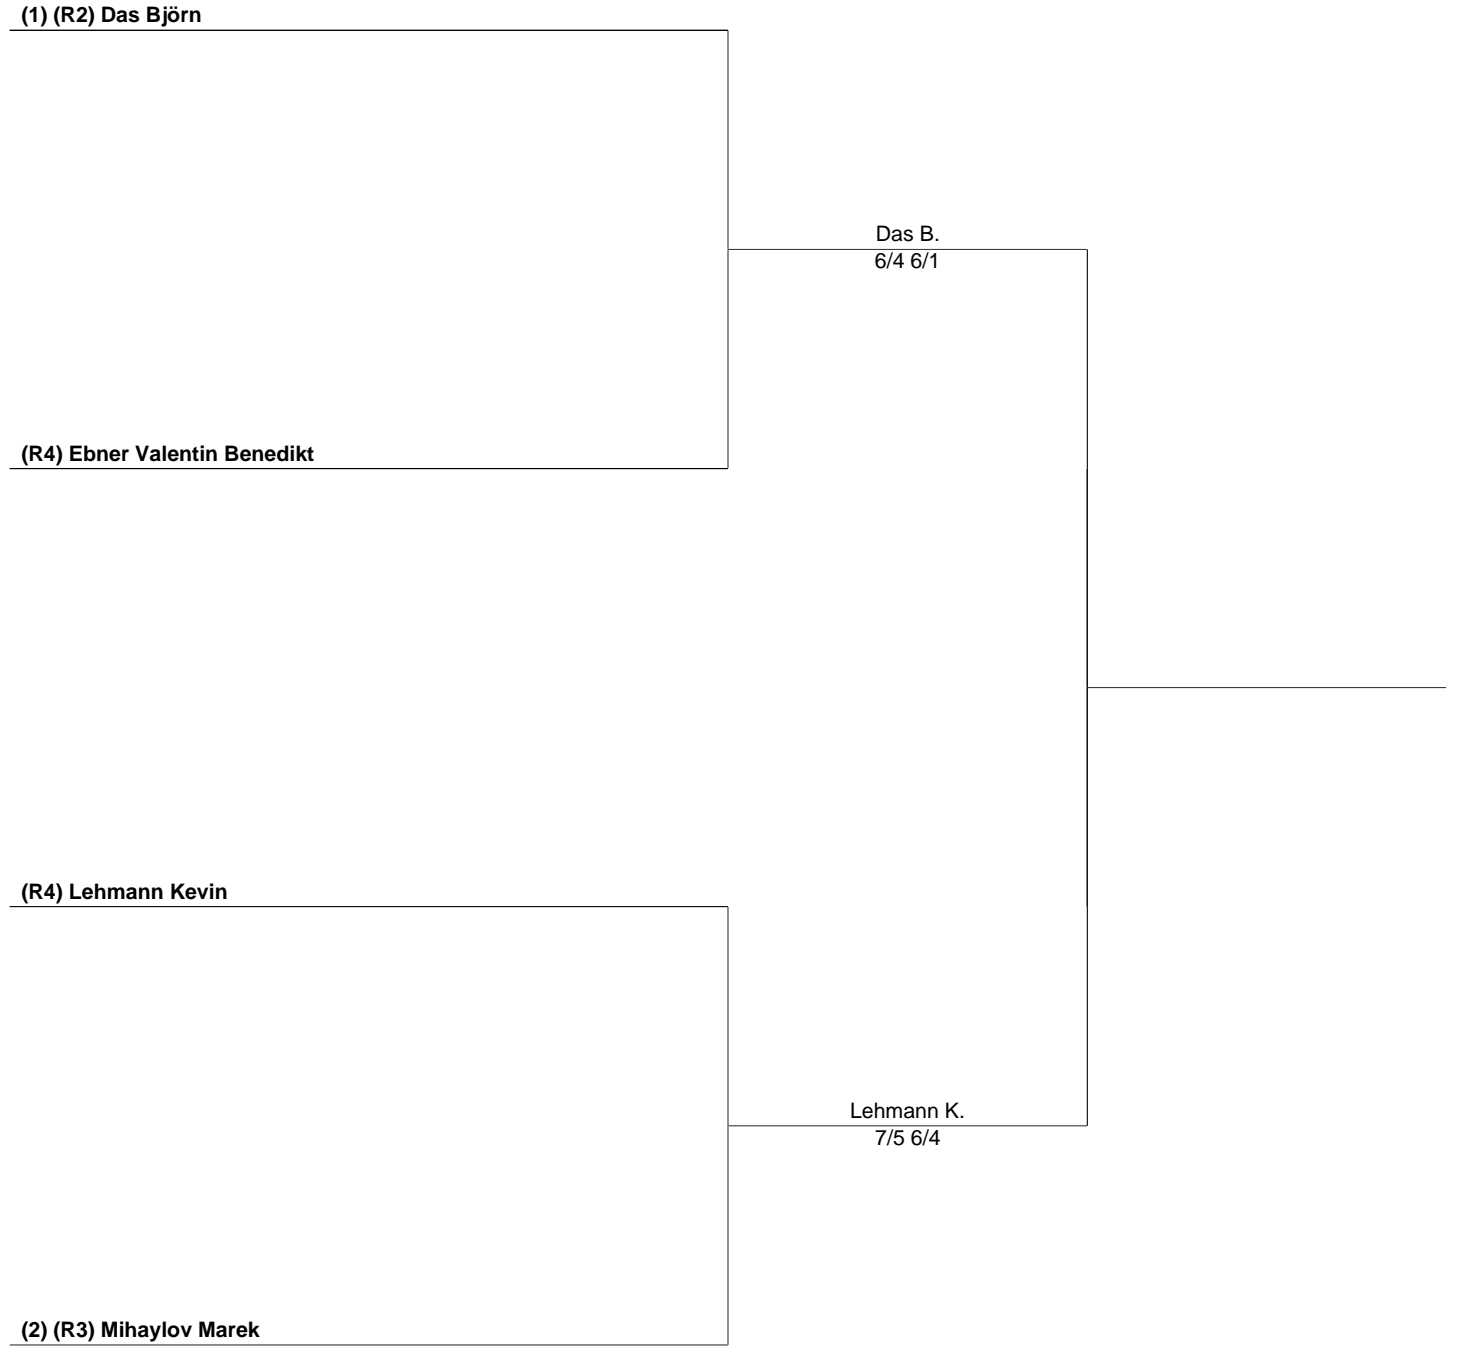 (1) (R2) Das Björn
Das B.
6/4 6/1
(R4) Ebner Valentin Benedikt
(R4) Lehmann Kevin
Lehmann K.
7/5 6/4
(2) (R3) Mihaylov Marek